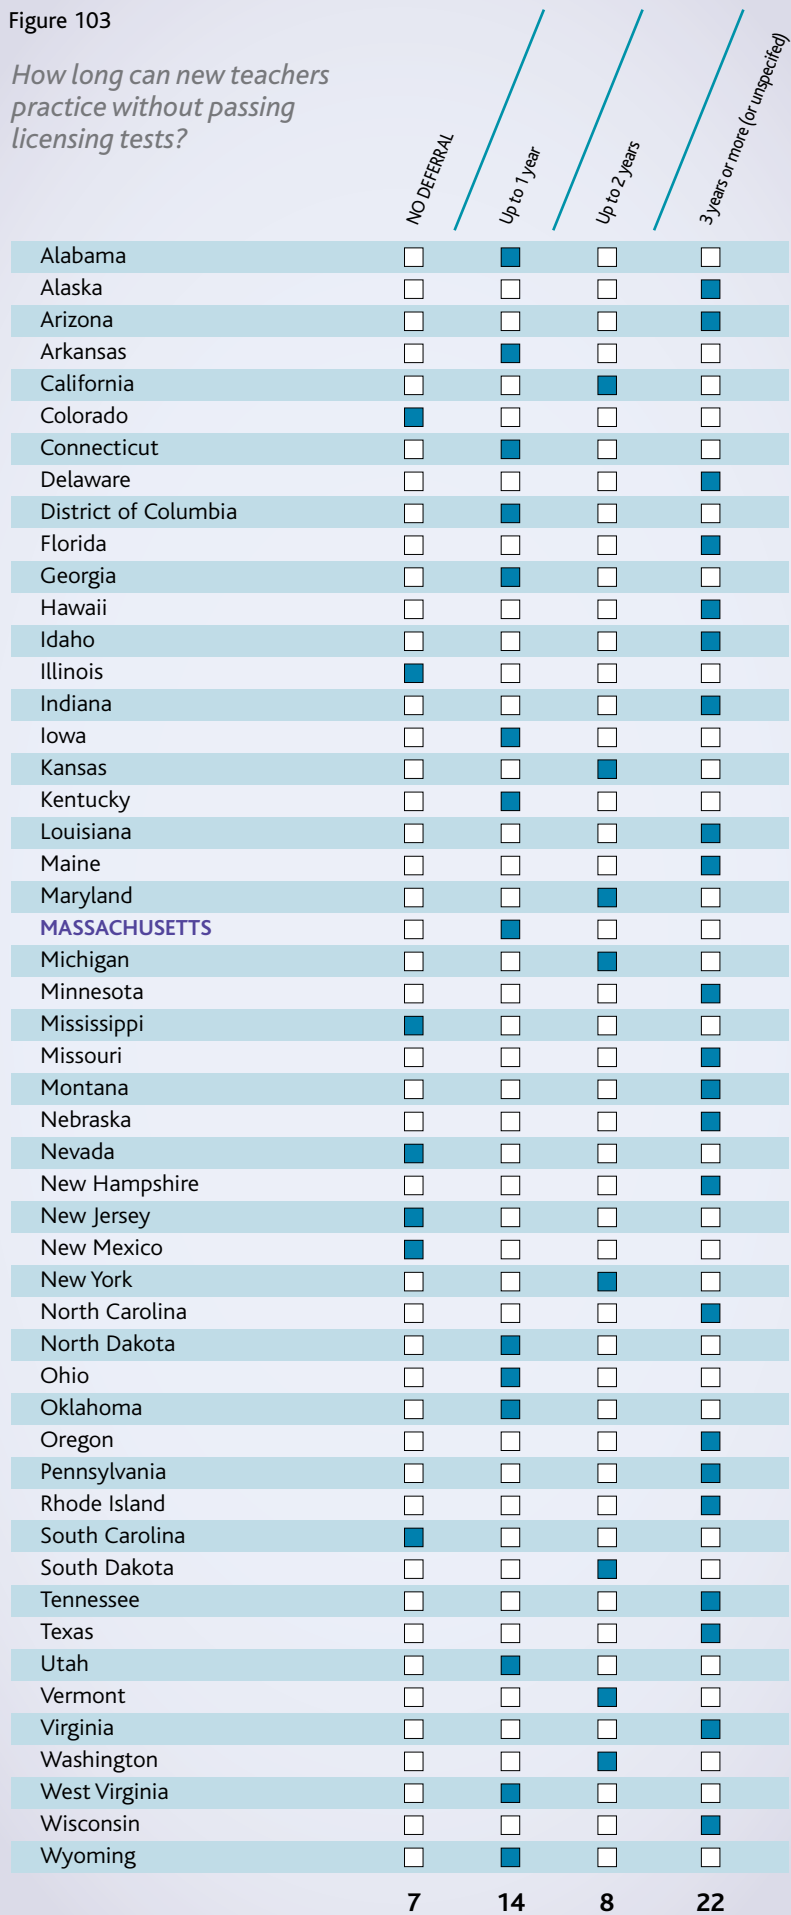 Figure 103
How long can new teachers
practice without passing
licensing tests?
NO DEFERRAL
Up to 1 year
Up to 2 years
3 years or more (or unspecifed)
Alabama
Alaska
Arizona
Arkansas
California
Colorado
Connecticut
Delaware
District of Columbia
Florida
Georgia
Hawaii
Idaho
Illinois
Indiana
Iowa
Kansas
Kentucky
Louisiana
Maine
Maryland
MASSACHUSETTS
Michigan
Minnesota
Mississippi
Missouri
Montana
Nebraska
Nevada
New Hampshire
New Jersey
New Mexico
New York
North Carolina
North Dakota
Ohio
Oklahoma
Oregon
Pennsylvania
Rhode Island
South Carolina
South Dakota
Tennessee
Texas
Utah
Vermont
Virginia
Washington
West Virginia
Wisconsin
Wyoming
7 14 8 22